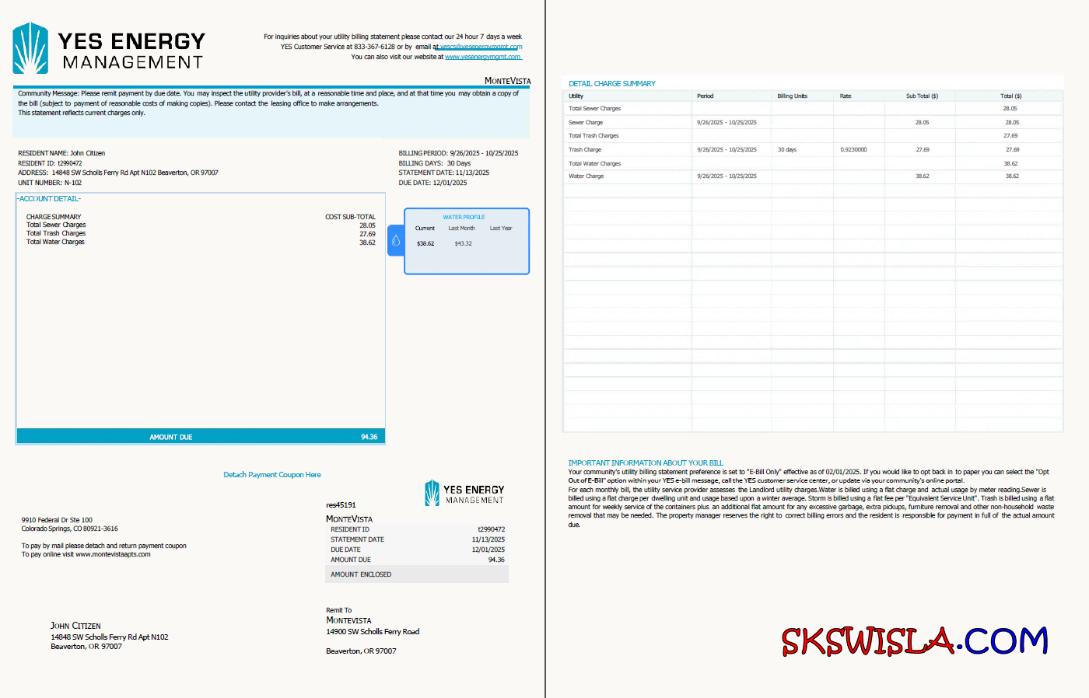 YES ENERGY
MANAGEMENT
For inquiries about your utility billing statement please contact our 24 hour 7 days a week
YES Customer Service at 833-367-6128 or by email at yescs@yesenergymgmt.com
You can also visit our website at www.yesenergymgmt.com
MONTEVISTA
Community Message: Please remit payment by due date. You may inspect the utility provider's bill, at a reasonable time and place, and at that time you may obtain a copy of
the bill (subject to payment of reasonable costs of making copies). Please contact the leasing office to make arrangements.
This statement reflects current charges only.
RESIDENT NAME: John Citizen
RESIDENT ID: t2990472
ADDRESS: 14848 SW Scholls Ferry Rd Apt N102 Beaverton, OR 97007
UNIT NUMBER: N-102
BILLING PERIOD: 9/26/2025 - 10/25/2025
BILLING DAYS: 30 Days
STATEMENT DATE: 11/13/2025
DUE DATE: 12/01/2025
-ACCOUNT DETAIL-
CHARGE SUMMARY COST SUB-TOTAL
Total Sewer Charges 28.05
Total Trash Charges 27.69
Total Water Charges 38.62
WATER PROFILE
Current Last Month Last Year
$38.62 $43.32
AMOUNT DUE 94.36
Detach Payment Coupon Here
YES ENERGY
MANAGEMENT
res45191
9910 Federal Dr Ste 100
Colorado Springs, CO 80921-3616
To pay by mail please detach and return payment coupon
To pay online visit www.montevistaapts.com
MONTEVISTA
RESIDENT ID t2990472
STATEMENT DATE 11/13/2025
DUE DATE 12/01/2025
AMOUNT DUE 94.36
AMOUNT ENCLOSED
JOHN CITIZEN
14848 SW Scholls Ferry Rd Apt N102
Beaverton, OR 97007
Remit To
MONTEVISTA
14900 SW Scholls Ferry Road
Beaverton, OR 97007
DETAIL CHARGE SUMMARY
Utility Period Billing Units Rate Sub Total ($) Total ($)
Total Sewer Charges 28.05
Sewer Charge 9/26/2025 - 10/25/2025 28.05 28.05
Total Trash Charges 27.69
Trash Charge 9/26/2025 - 10/25/2025 30 days 0.9230000 27.69 27.69
Total Water Charges 38.62
Water Charge 9/26/2025 - 10/25/2025 38.62 38.62
IMPORTANT INFORMATION ABOUT YOUR BILL
Your community's utility billing statement preference is set to "E-Bill Only" effective as of 02/01/2025. If you would like to opt back in to paper you can select the "Opt
Out of E-Bill" option within your YES e-bill message, call the YES customer service center, or update via your community's online portal.
For each monthly bill, the utility service provider assesses the Landlord utility charges.Water is billed using a flat charge and actual usage by meter reading.Sewer is
billed using a flat charge per dwelling unit and usage based upon a winter average. Storm is billed using a flat fee per "Equivalent Service Unit". Trash is billed using a flat
amount for weekly service of the containers plus an additional flat amount for any excessive garbage, extra pickups, furniture removal and other non-household waste
removal that may be needed. The property manager reserves the right to correct billing errors and the resident is responsible for payment in full of the actual amount
due.
SKSWISLA.COM